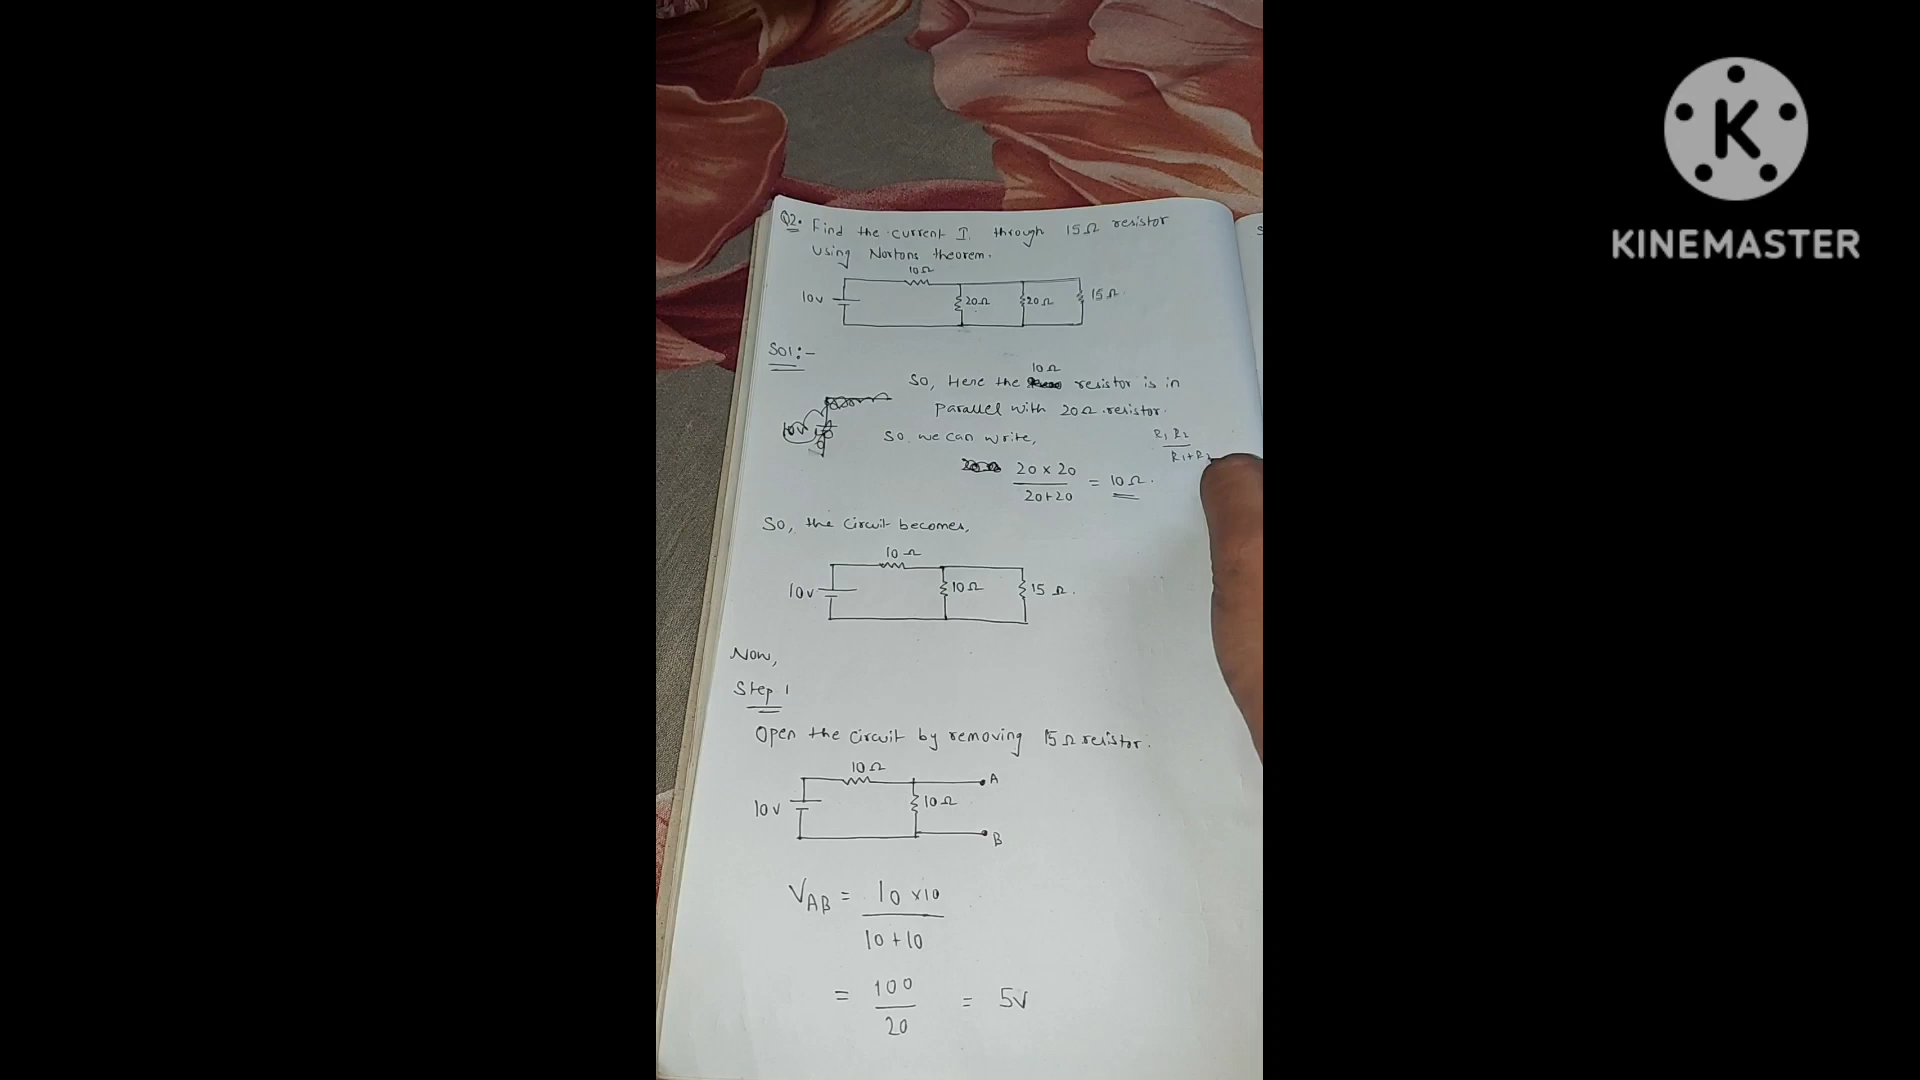 Q2. Find the current I. through 15Ω resistor
using Nortons theorem.
10Ω
10v
20Ω
20Ω
15Ω
Sol:-
10Ω
So, Here the resistor is in
parallel with 20Ω resistor.
10v
So, we can write,
R1 R2
R1+R2
20 x 20
20+20
= 10Ω.
So, the circuit becomes,
10Ω
10v
10Ω
15Ω.
Now,
Step 1
Open the circuit by removing 15Ω resistor.
10Ω
A
10v
10Ω
B
VAB = 10 x10
10 + 10
= 100
20
= 5V
K
KINEMASTER